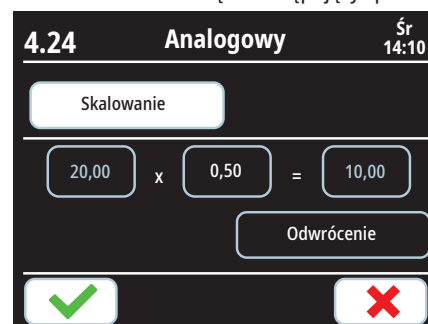 4.24 Analogowy Śr
14:10
Skalowanie
20,00 x 0,50 = 10,00
Odwrócenie